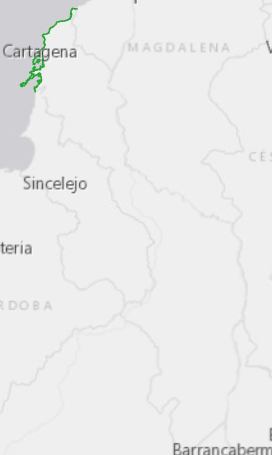 Cartagena
MAGDALENA
CES
Sincelejo
teria
RDOBA
Barrancaberm